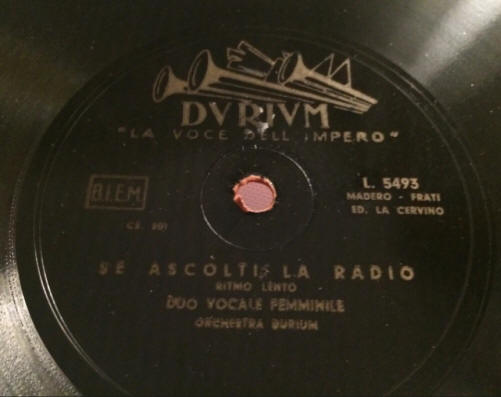 DVRIVM
"LA VOCE DELL'IMPERO"
B.I.E.M.
L. 5493
MADERO - FRATI
ED. LA CERVINO
SE ASCOLTI LA RADIO
RITMO LENTO
DUO VOCALE FEMMINILE
ORCHESTRA DURIUM